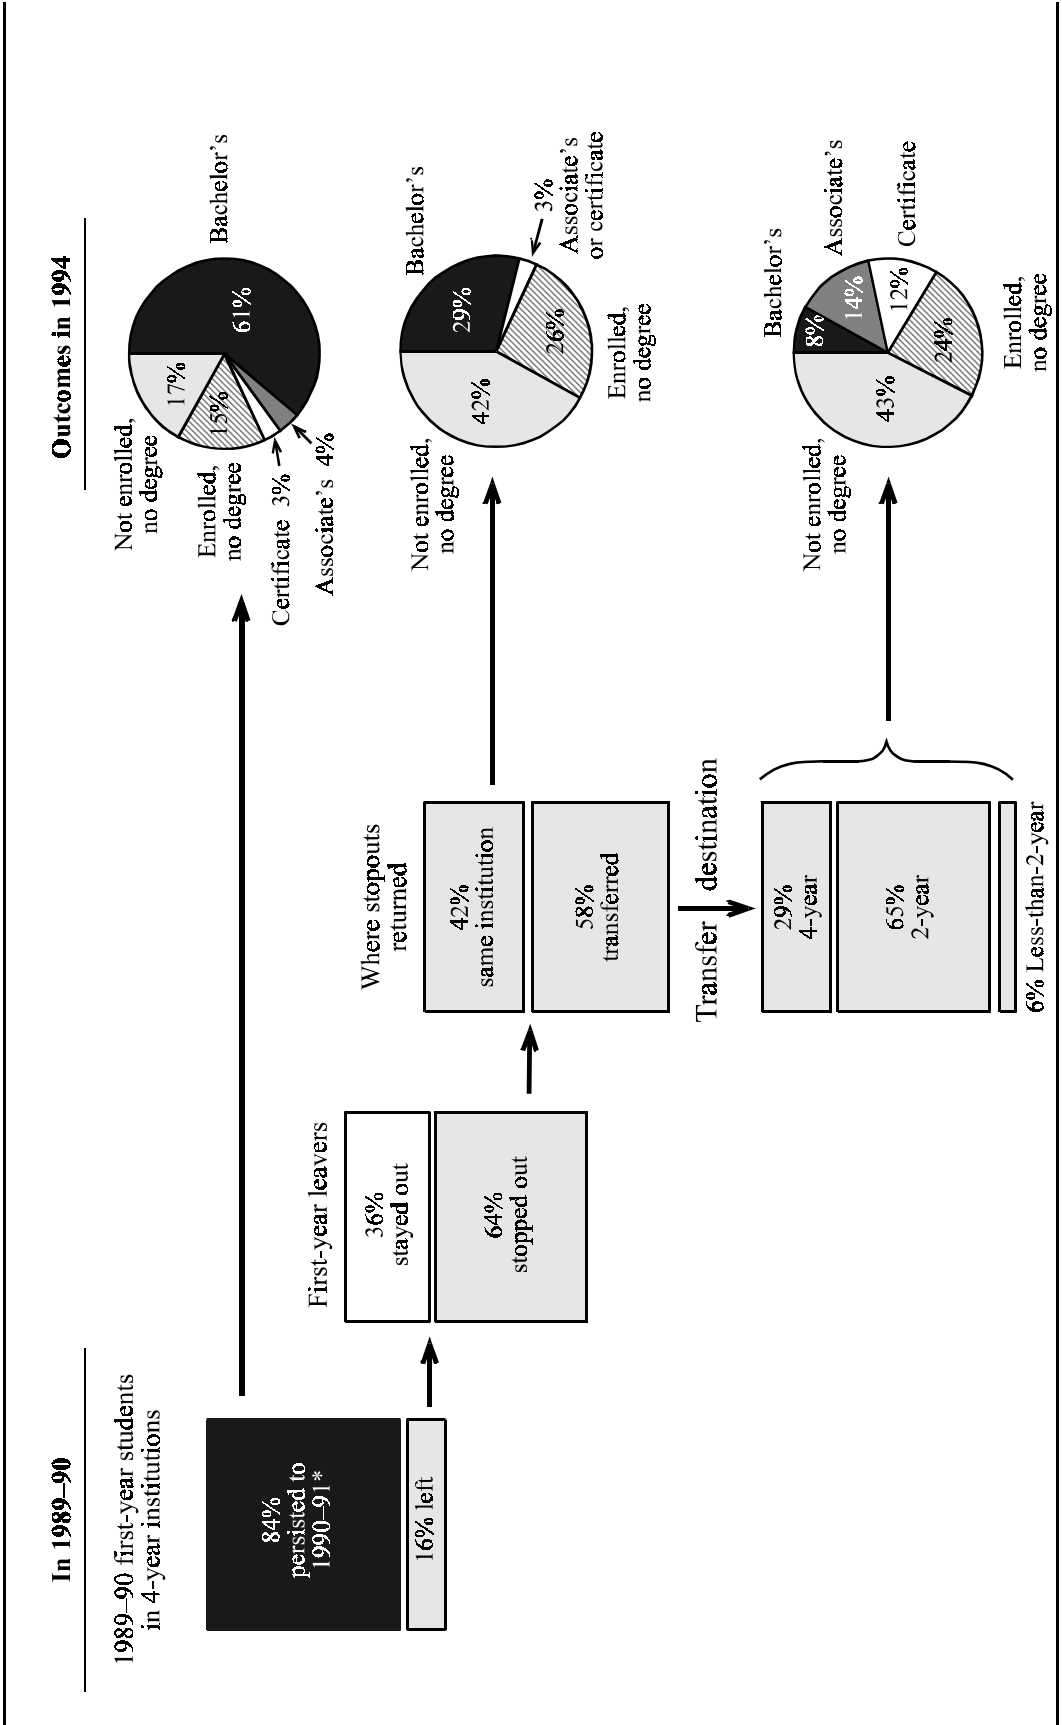 In 1989–90
Outcomes in 1994
1989–90 first-year students
in 4-year institutions
84%
persisted to
1990–91*
16% left
First-year leavers
36%
stayed out
64%
stopped out
Where stopouts
returned
42%
same institution
58%
transferred
Transfer destination
29%
4-year
65%
2-year
6% Less-than-2-year
Not enrolled,
no degree
17%
Enrolled,
no degree
15%
Certificate 3%
Associate's 4%
61%
Bachelor's
Not enrolled,
no degree
42%
29%
Bachelor's
3%
Associate's
or certificate
26%
Enrolled,
no degree
Not enrolled,
no degree
43%
8%
Bachelor's
14%
Associate's
12%
Certificate
24%
Enrolled,
no degree